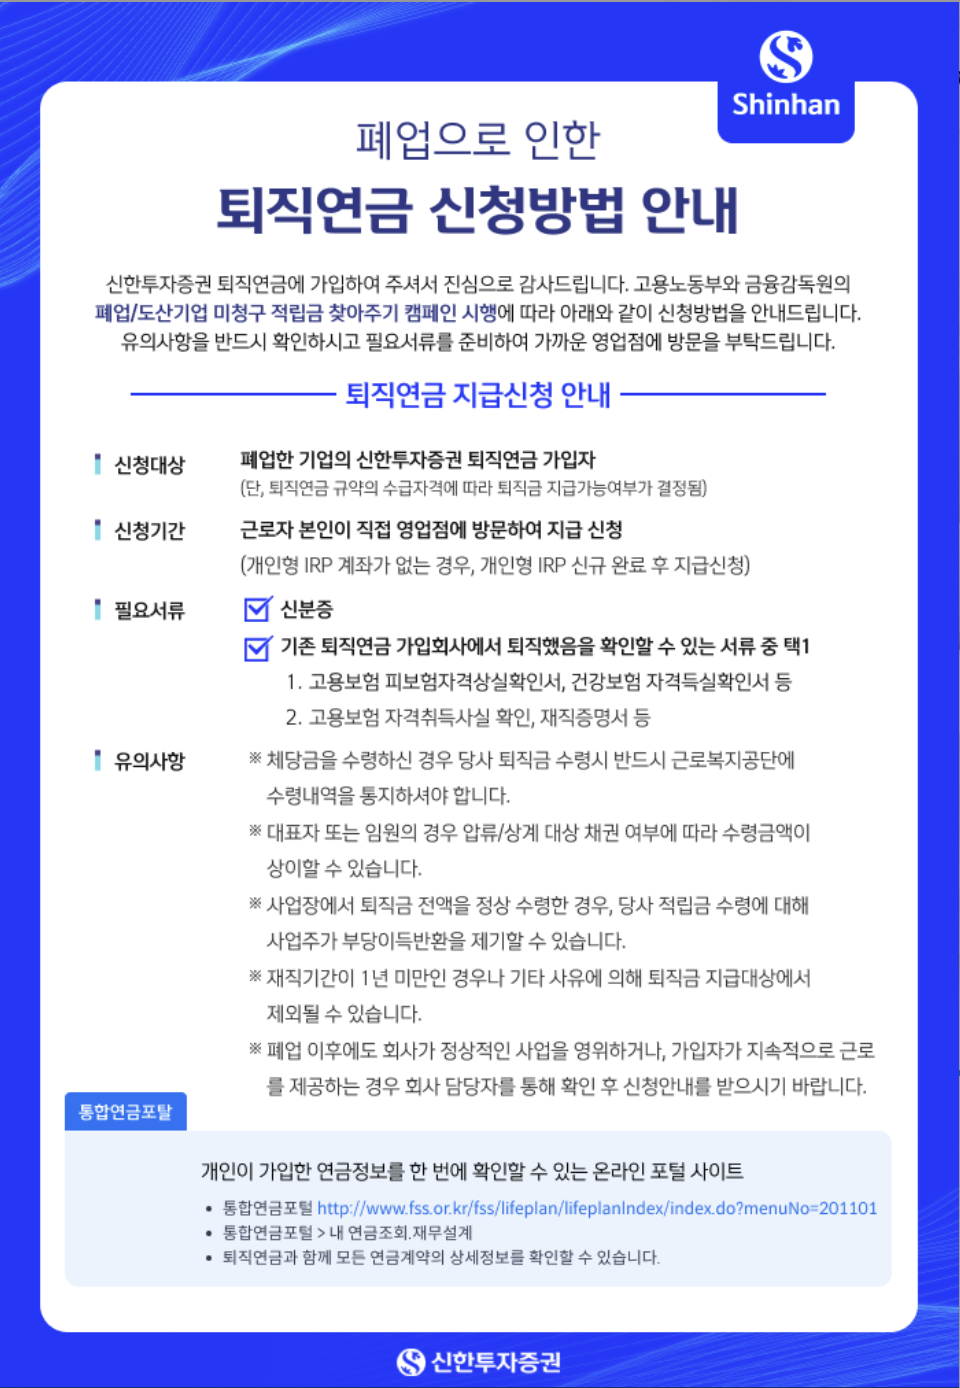 Shinhan
폐업으로 인한
퇴직연금 신청방법 안내
신한투자증권 퇴직연금에 가입하여 주셔서 진심으로 감사드립니다. 고용노동부와 금융감독원의
폐업/도산기업 미청구 적립금 찾아주기 캠페인 시행에 따라 아래와 같이 신청방법을 안내드립니다.
유의사항을 반드시 확인하시고 필요서류를 준비하여 가까운 영업점에 방문을 부탁드립니다.
퇴직연금 지급신청 안내
신청대상 폐업한 기업의 신한투자증권 퇴직연금 가입자
(단, 퇴직연금 규약의 수급자격에 따라 퇴직금 지급가능여부가 결정됨)
신청기간 근로자 본인이 직접 영업점에 방문하여 지급 신청
(개인형 IRP 계좌가 없는 경우, 개인형 IRP 신규 완료 후 지급신청)
필요서류 신분증
기존 퇴직연금 가입회사에서 퇴직했음을 확인할 수 있는 서류 중 택1
1. 고용보험 피보험자격상실확인서, 건강보험 자격득실확인서 등
2. 고용보험 자격취득사실 확인, 재직증명서 등
유의사항 ※ 체당금을 수령하신 경우 당사 퇴직금 수령시 반드시 근로복지공단에
수령내역을 통지하셔야 합니다.
※ 대표자 또는 임원의 경우 압류/상계 대상 채권 여부에 따라 수령금액이
상이할 수 있습니다.
※ 사업장에서 퇴직금 전액을 정상 수령한 경우, 당사 적립금 수령에 대해
사업주가 부당이득반환을 제기할 수 있습니다.
※ 재직기간이 1년 미만인 경우나 기타 사유에 의해 퇴직금 지급대상에서
제외될 수 있습니다.
※ 폐업 이후에도 회사가 정상적인 사업을 영위하거나, 가입자가 지속적으로 근로
를 제공하는 경우 회사 담당자를 통해 확인 후 신청안내를 받으시기 바랍니다.
통합연금포탈
개인이 가입한 연금정보를 한 번에 확인할 수 있는 온라인 포털 사이트
• 통합연금포털 http://www.fss.or.kr/fss/lifeplan/lifeplanIndex/index.do?menuNo=201101
• 통합연금포털 > 내 연금조회.재무설계
• 퇴직연금과 함께 모든 연금계약의 상세정보를 확인할 수 있습니다.
신한투자증권